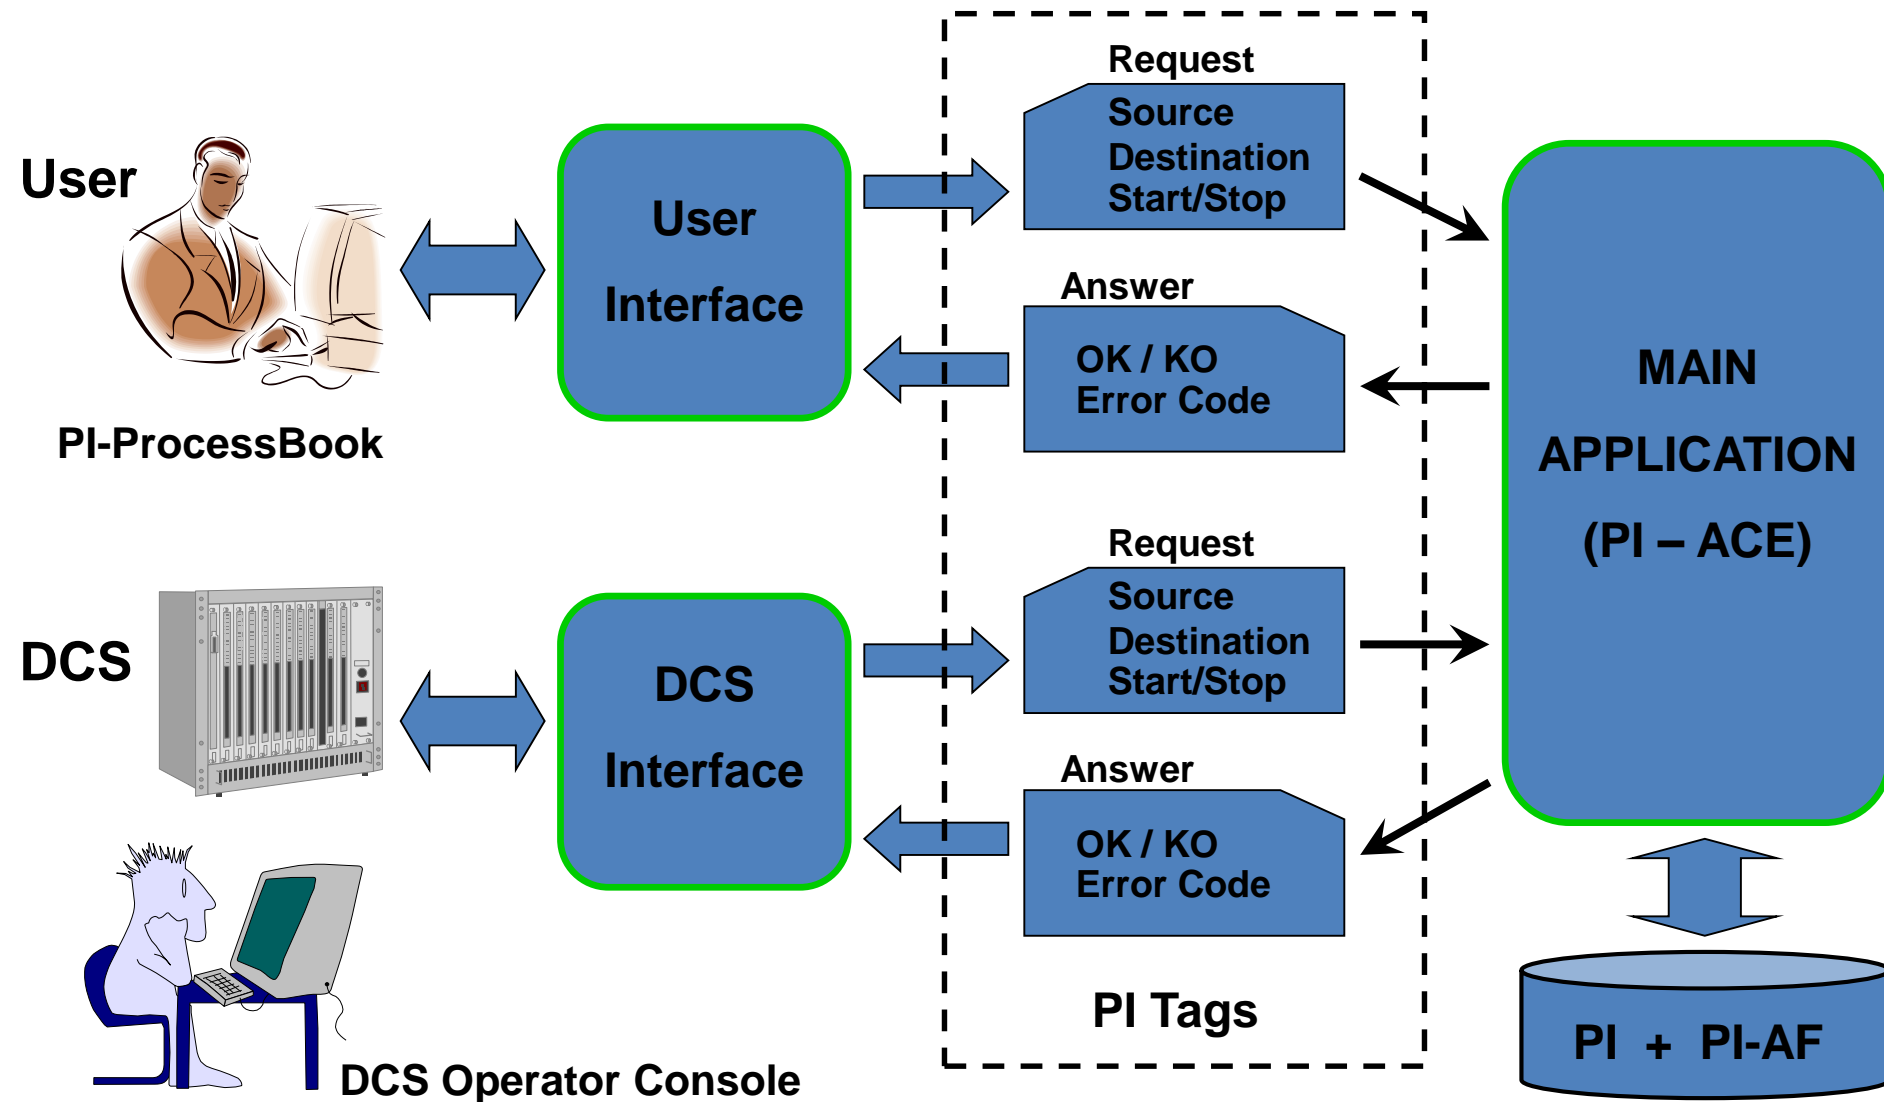 User
PI-ProcessBook
User
Interface
Request
Source
Destination
Start/Stop
Answer
OK / KO
Error Code
DCS
DCS Operator Console
DCS
Interface
Request
Source
Destination
Start/Stop
Answer
OK / KO
Error Code
PI Tags
MAIN
APPLICATION
(PI – ACE)
PI + PI-AF